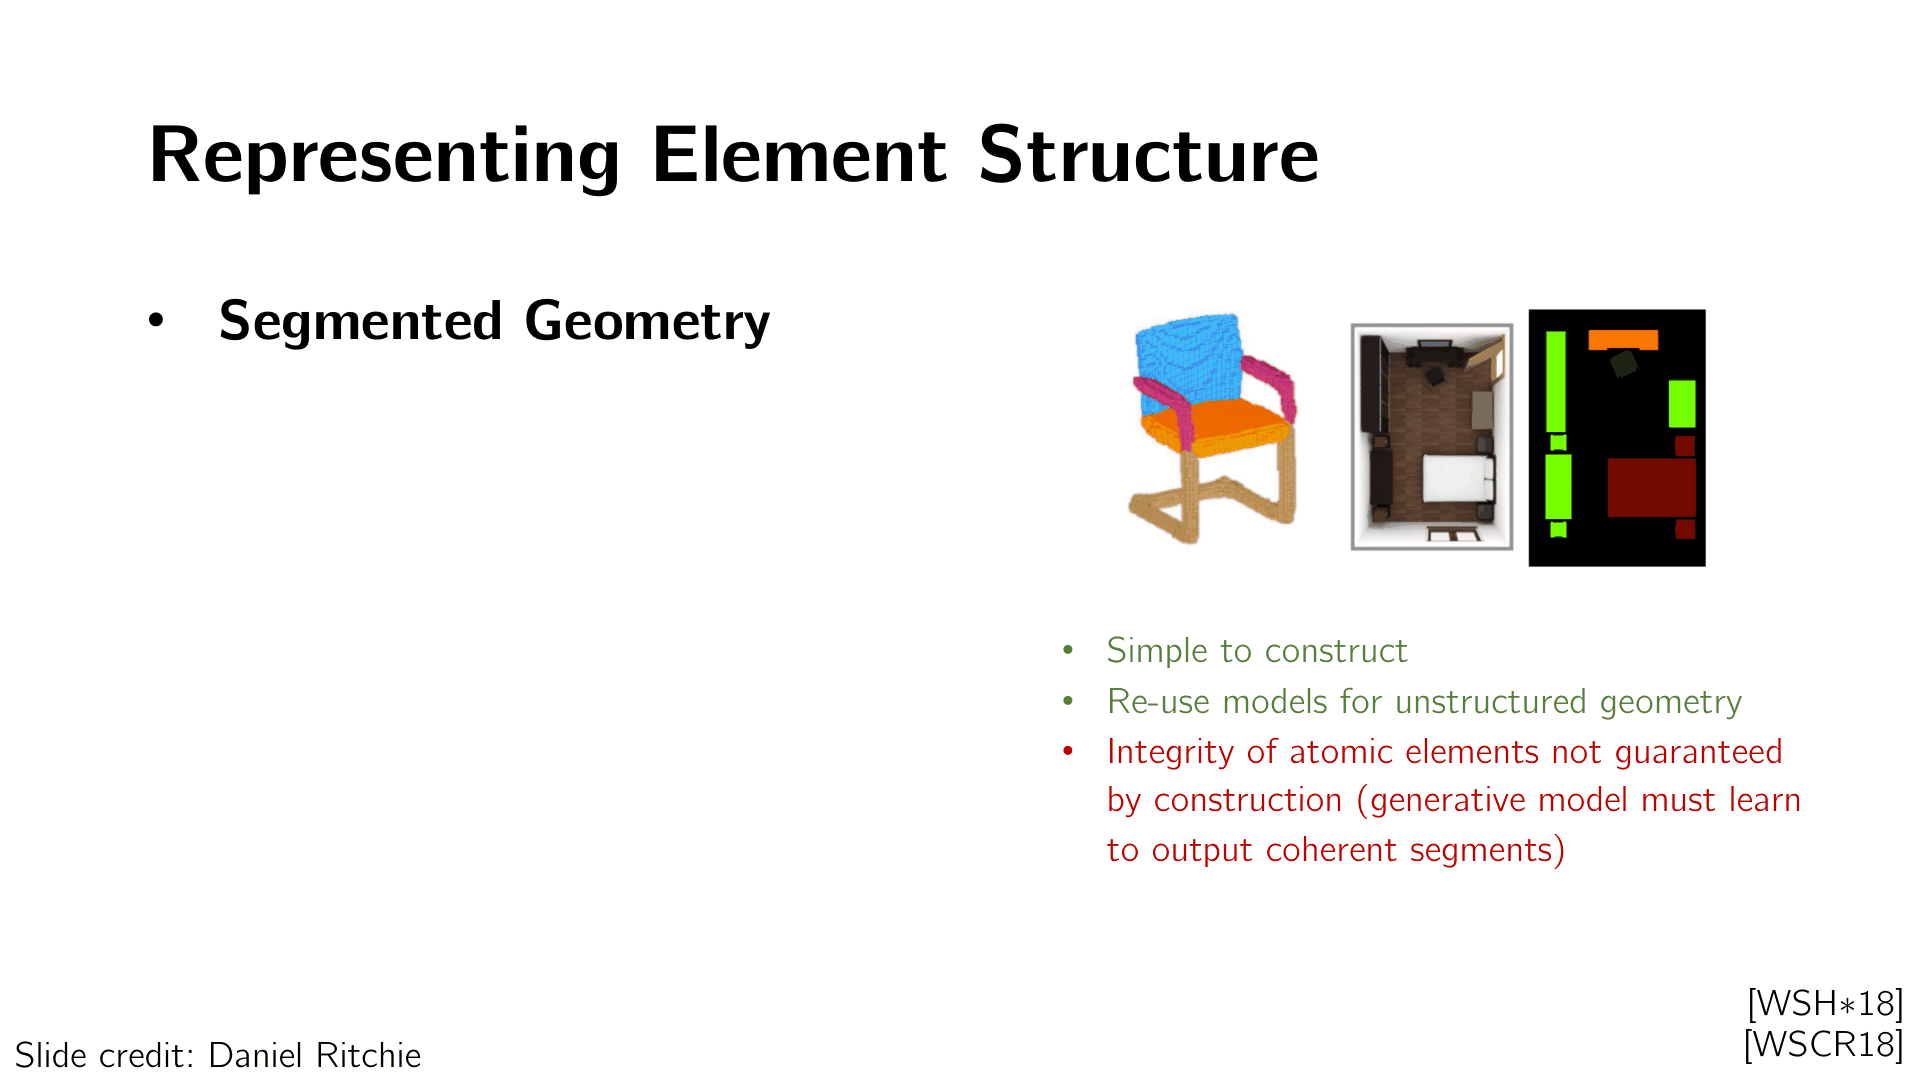 Representing Element Structure
• Segmented Geometry
• Simple to construct
• Re-use models for unstructured geometry
• Integrity of atomic elements not guaranteed
by construction (generative model must learn
to output coherent segments)
[WSH*18]
[WSCR18]
Slide credit: Daniel Ritchie